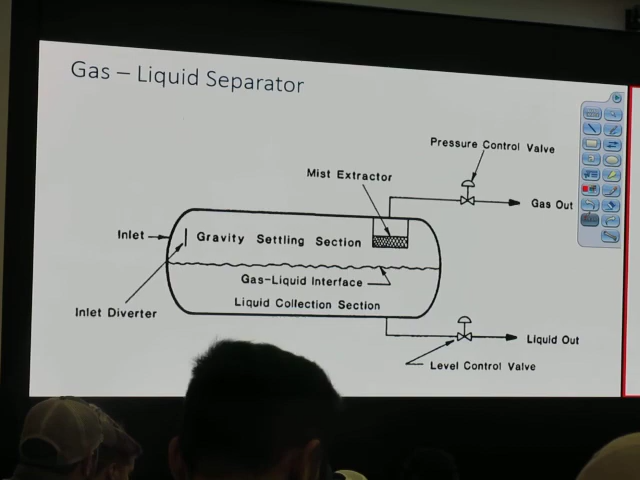 Gas – Liquid Separator
Pressure Control Valve
Mist Extractor
Gas Out
Inlet
Gravity Settling Section
Gas-Liquid Interface
Liquid Collection Section
Inlet Diverter
Liquid Out
Level Control Valve